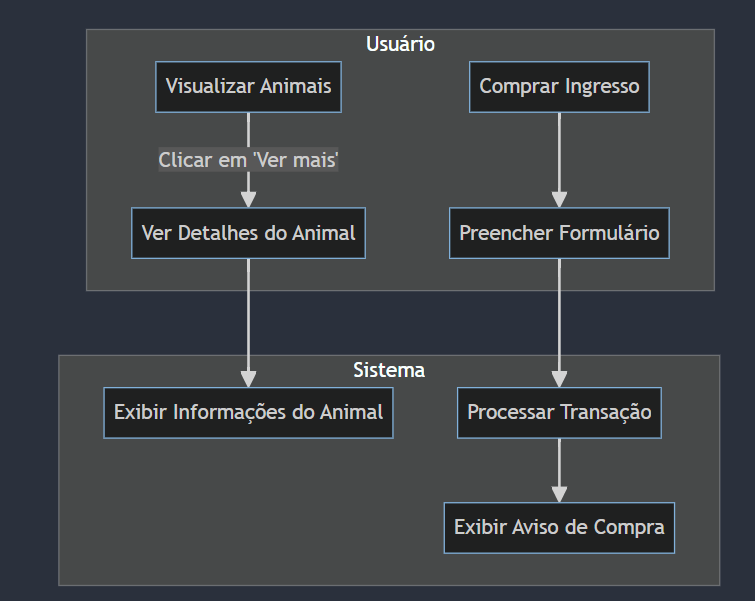 Usuário
Visualizar Animais
Comprar Ingresso
Clicar em 'Ver mais'
Ver Detalhes do Animal
Preencher Formulário
Sistema
Exibir Informações do Animal
Processar Transação
Exibir Aviso de Compra